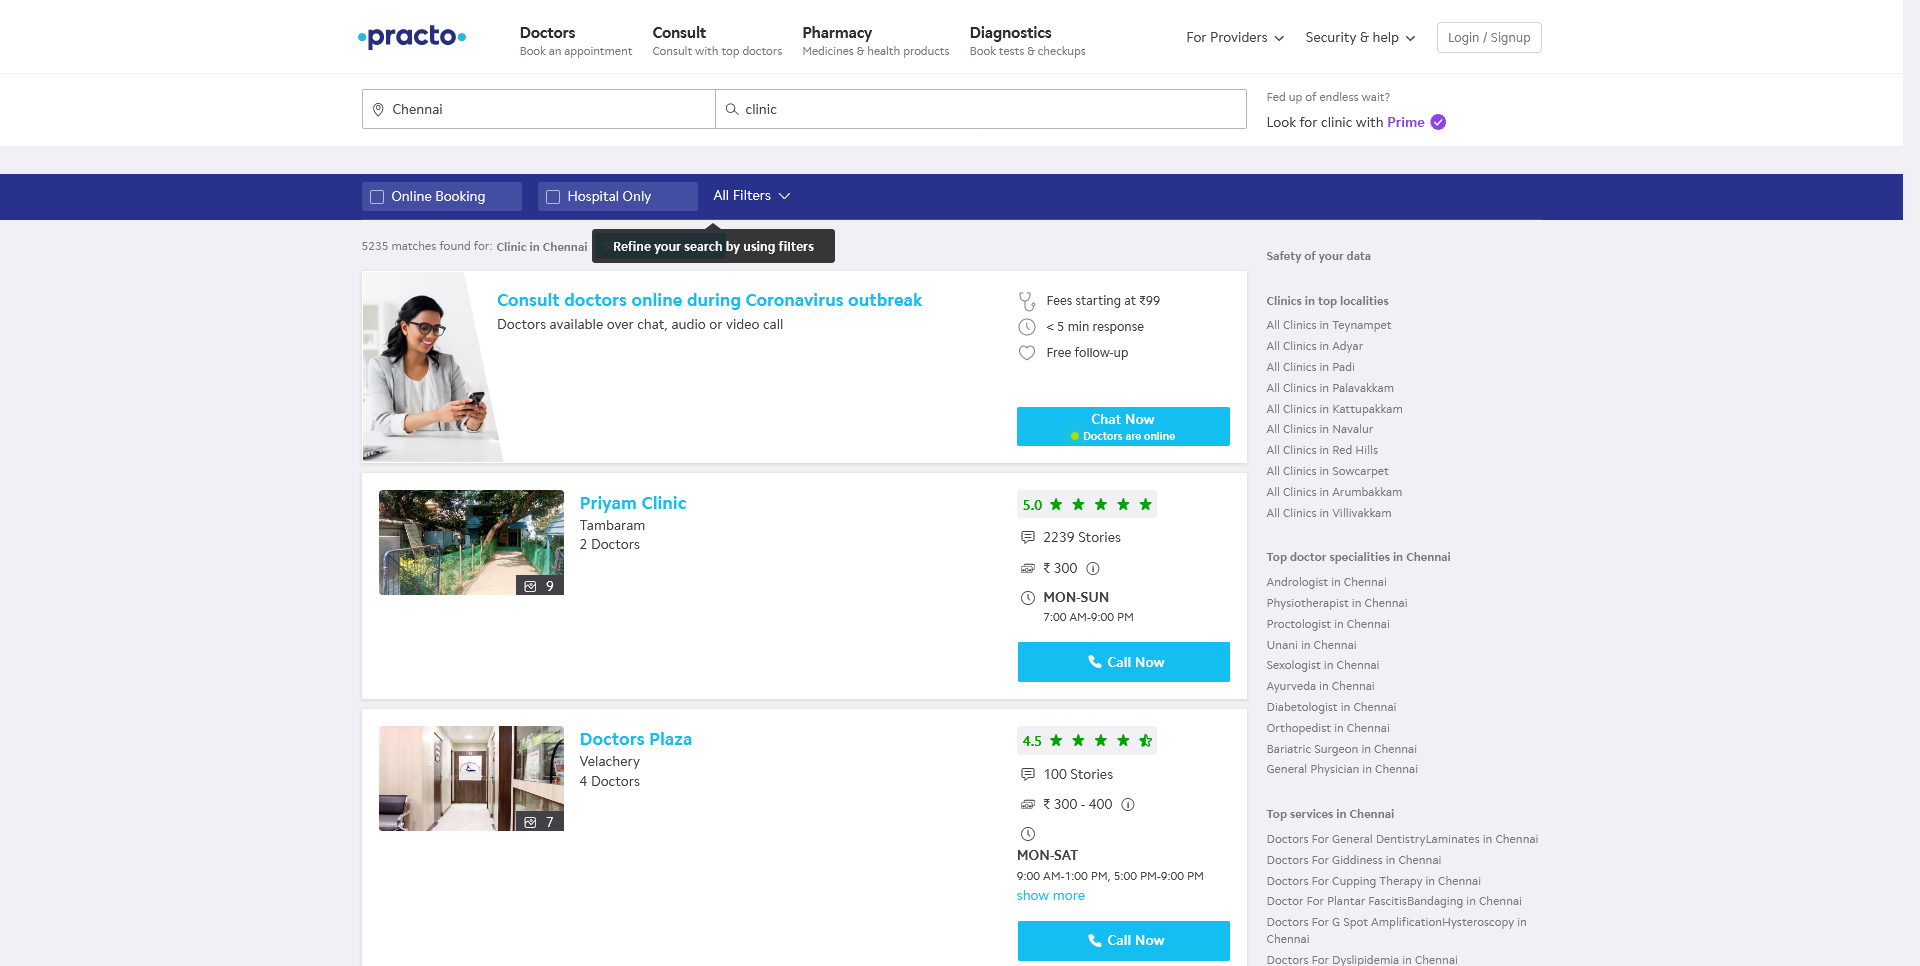 practo
Doctors
Book an appointment
Consult
Consult with top doctors
Pharmacy
Medicines & health products
Diagnostics
Book tests & checkups
For Providers
Security & help
Login / Signup
Chennai
clinic
Fed up of endless wait?
Look for clinic with Prime
Online Booking
Hospital Only
All Filters
5235 matches found for: Clinic in Chennai
Refine your search by using filters
Consult doctors online during Coronavirus outbreak
Doctors available over chat, audio or video call
Fees starting at ₹99
< 5 min response
Free follow-up
Chat Now
Doctors are online
9
Priyam Clinic
Tambaram
2 Doctors
5.0
2239 Stories
₹ 300
MON-SUN
7:00 AM-9:00 PM
Call Now
7
Doctors Plaza
Velachery
4 Doctors
4.5
100 Stories
₹ 300 - 400
MON-SAT
9:00 AM-1:00 PM, 5:00 PM-9:00 PM
show more
Call Now
Safety of your data
Clinics in top localities
All Clinics in Teynampet
All Clinics in Adyar
All Clinics in Padi
All Clinics in Palavakkam
All Clinics in Kattupakkam
All Clinics in Navalur
All Clinics in Red Hills
All Clinics in Sowcarpet
All Clinics in Arumbakkam
All Clinics in Villivakkam
Top doctor specialities in Chennai
Andrologist in Chennai
Physiotherapist in Chennai
Proctologist in Chennai
Unani in Chennai
Sexologist in Chennai
Ayurveda in Chennai
Diabetologist in Chennai
Orthopedist in Chennai
Bariatric Surgeon in Chennai
General Physician in Chennai
Top services in Chennai
Doctors For General DentistryLaminates in Chennai
Doctors For Giddiness in Chennai
Doctors For Cupping Therapy in Chennai
Doctor For Plantar FascitisBandaging in Chennai
Doctors For G Spot AmplificationHysteroscopy in
Chennai
Doctors For Dyslipidemia in Chennai